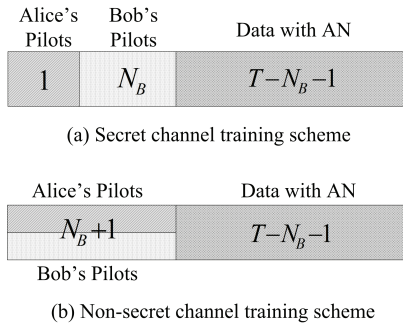 Alice's Bob's
Pilots Pilots Data with AN
1 N_B T-N_B-1
(a) Secret channel training scheme
Alice's Pilots Data with AN
N_B+1 T-N_B-1
Bob's Pilots
(b) Non-secret channel training scheme